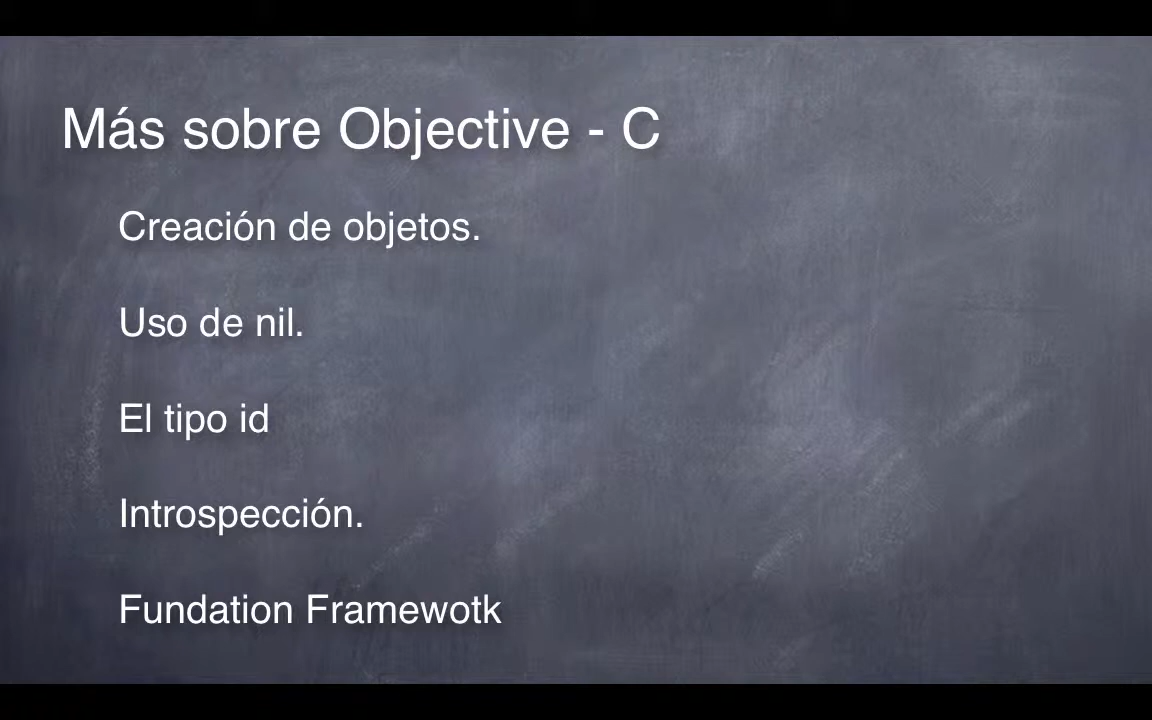 Más sobre Objective - C
Creación de objetos.
Uso de nil.
El tipo id
Introspección.
Fundation Framewotk